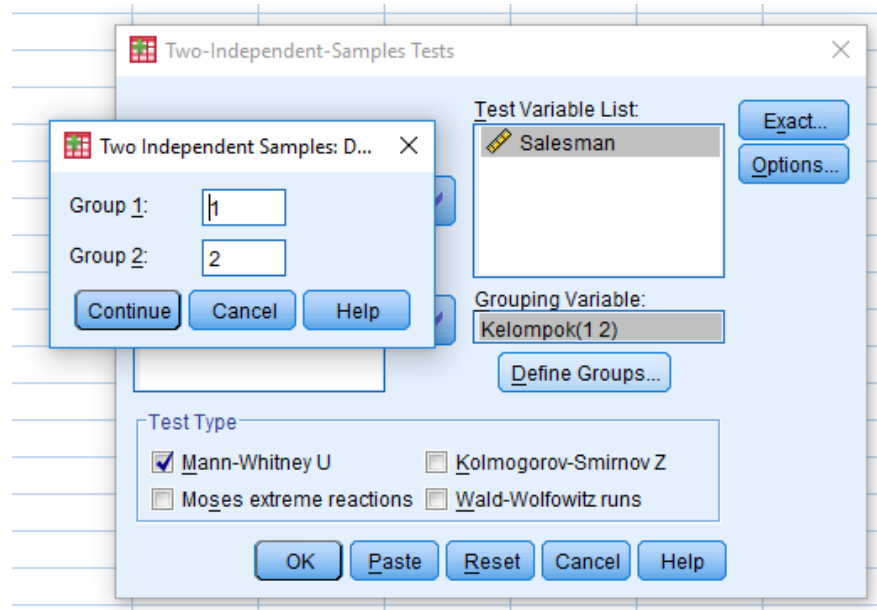 Two-Independent-Samples Tests
Test Variable List:
Salesman
Exact...
Options...
Two Independent Samples: D...
Group 1:
1
Group 2:
2
Continue
Cancel
Help
Grouping Variable:
Kelompok(1 2)
Define Groups...
Test Type
Mann-Whitney U
Kolmogorov-Smirnov Z
Moses extreme reactions
Wald-Wolfowitz runs
OK
Paste
Reset
Cancel
Help